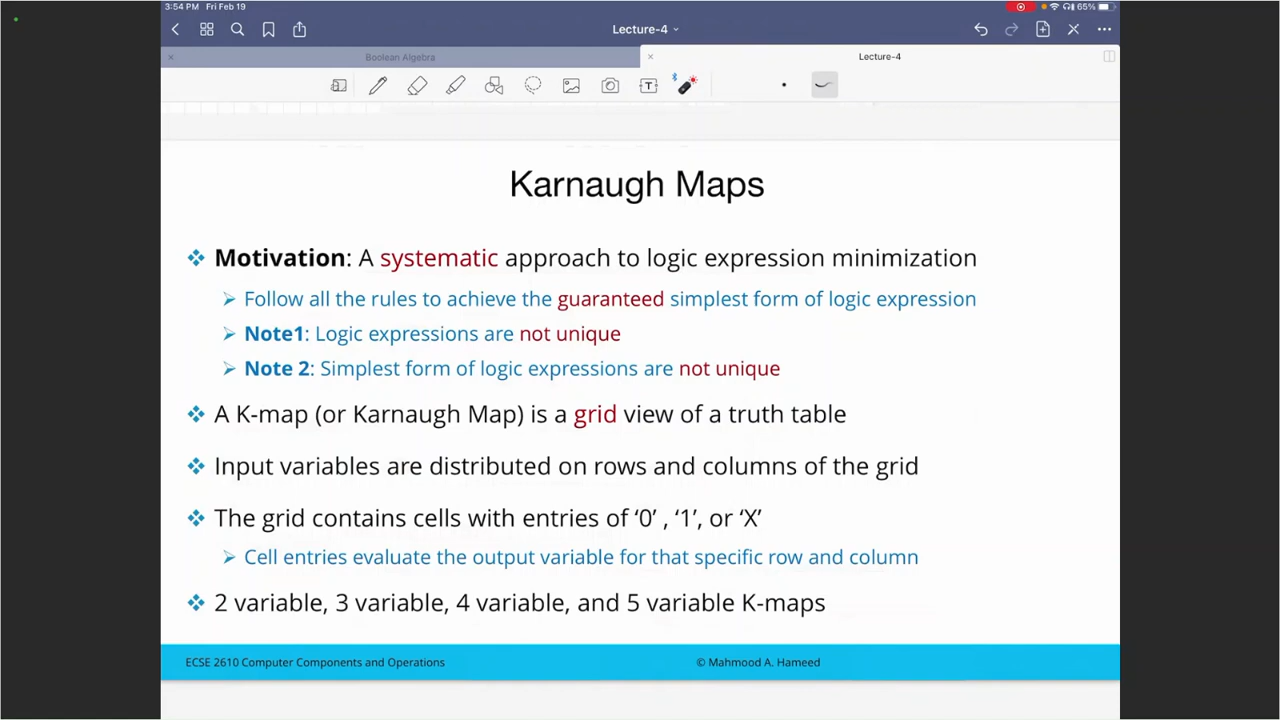 3:54 PM Fri Feb 19
65%
Lecture-4
Boolean Algebra
Lecture-4
T
Karnaugh Maps
Motivation: A systematic approach to logic expression minimization
Follow all the rules to achieve the guaranteed simplest form of logic expression
Note1: Logic expressions are not unique
Note 2: Simplest form of logic expressions are not unique
A K-map (or Karnaugh Map) is a grid view of a truth table
Input variables are distributed on rows and columns of the grid
The grid contains cells with entries of ‘0’ , ‘1’, or ‘X’
Cell entries evaluate the output variable for that specific row and column
2 variable, 3 variable, 4 variable, and 5 variable K-maps
ECSE 2610 Computer Components and Operations
© Mahmood A. Hameed